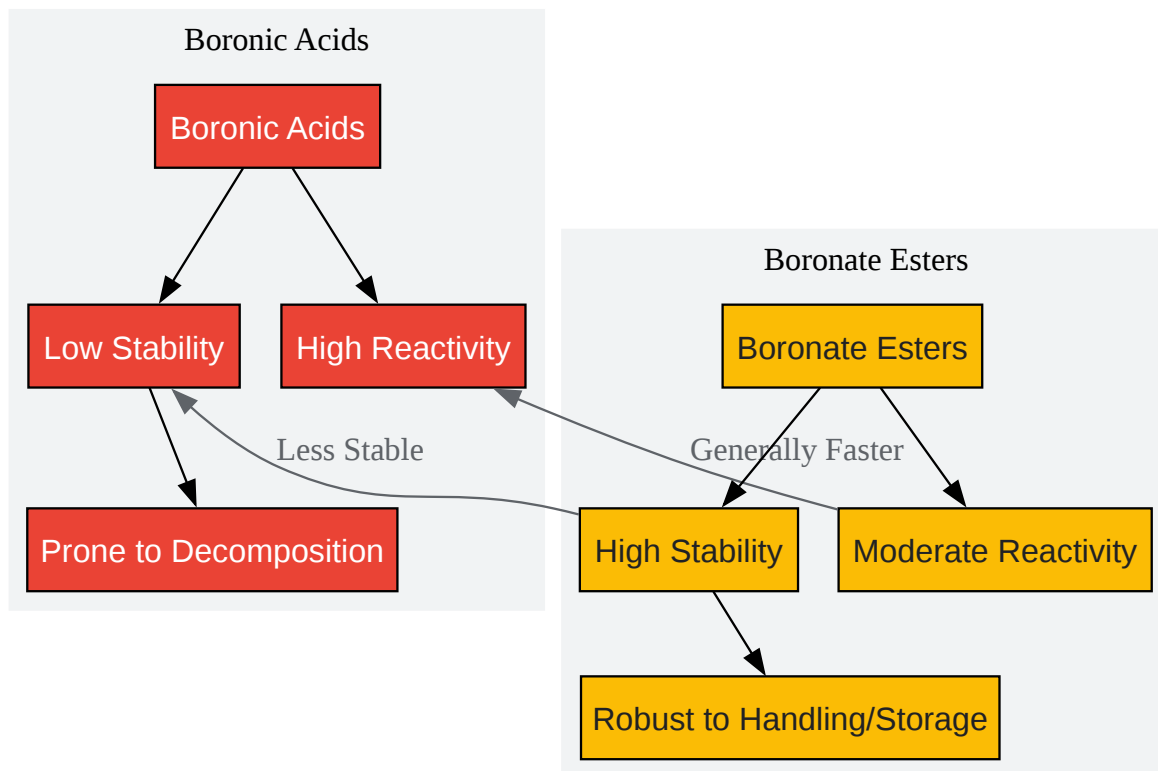 Boronic Acids
Boronic Acids
Low Stability
High Reactivity
Less Stable
Prone to Decomposition
Boronate Esters
Boronate Esters
Generally Faster
High Stability
Moderate Reactivity
Robust to Handling/Storage